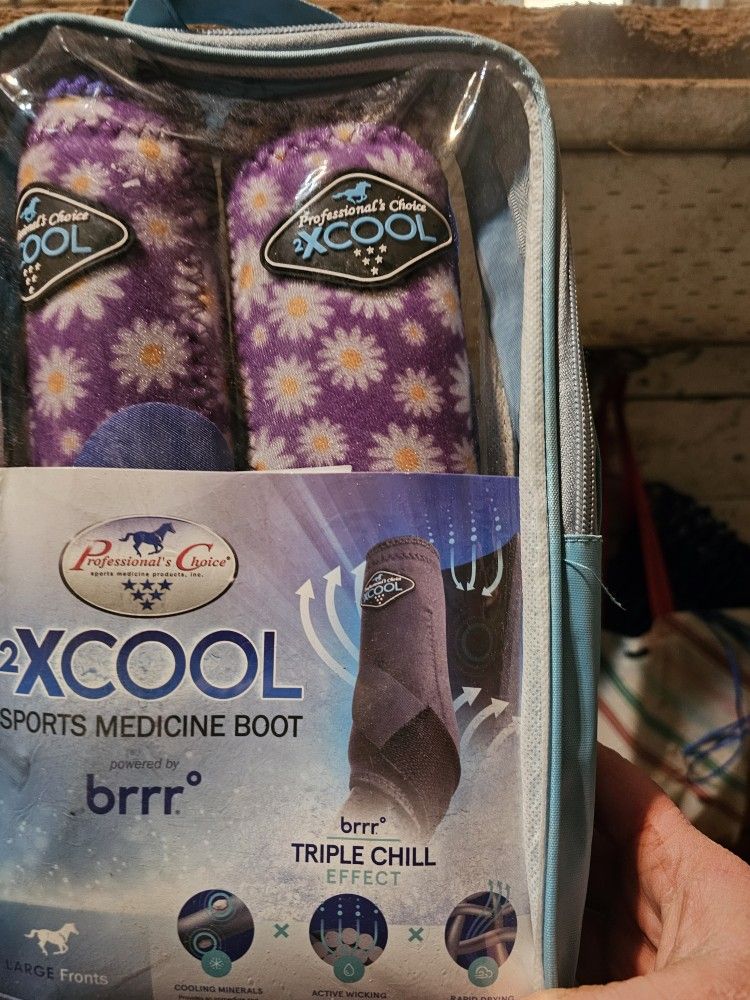 Professional's Choice
2XCOOL
Professional's Choice
2XCOOL
Professional's Choice®
sports medicine products, inc.
2XCOOL
SPORTS MEDICINE BOOT
powered by
brrr°
XCOOL
brrr°
TRIPLE CHILL
EFFECT
LARGE Fronts
COOLING MINERALS
ACTIVE WICKING
RAPID DRYING